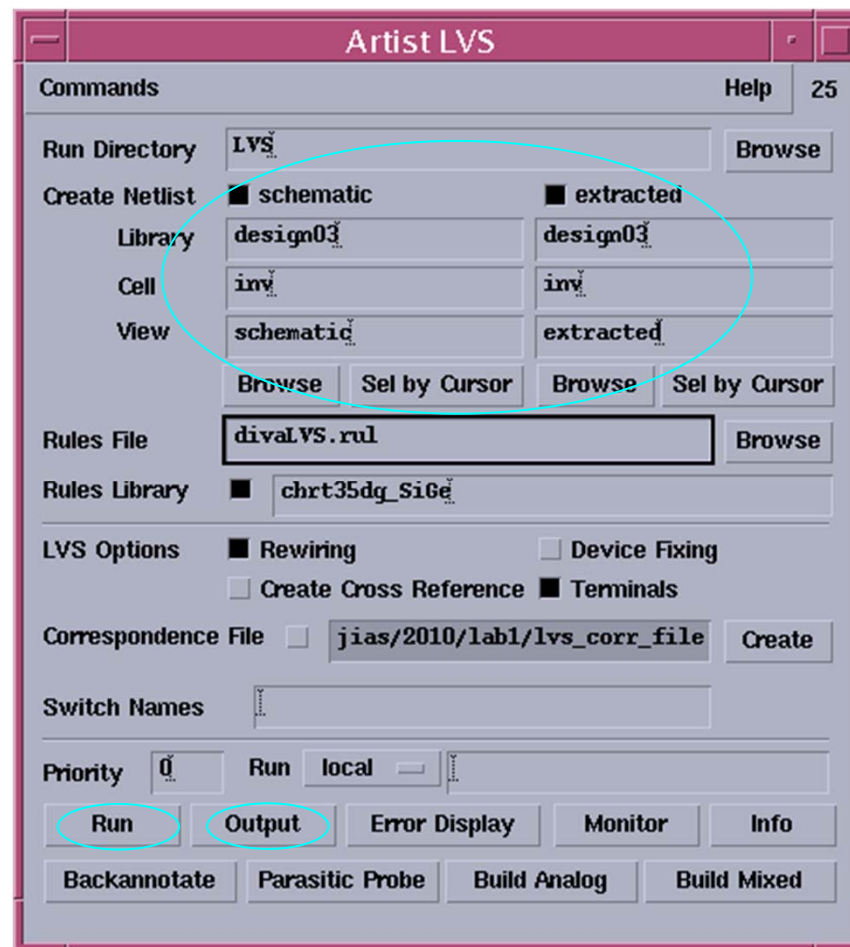 Artist LVS
Commands Help 25
Run Directory LVS Browse
Create Netlist schematic extracted
Library design03 design03
Cell inv inv
View schematic extracted
Browse Sel by Cursor Browse Sel by Cursor
Rules File divaLVS.rul Browse
Rules Library chrt35dg_SiGe
LVS Options Rewiring Device Fixing
Create Cross Reference Terminals
Correspondence File jias/2010/lab1/lvs_corr_file Create
Switch Names
Priority 0 Run local
Run Output Error Display Monitor Info
Backannotate Parasitic Probe Build Analog Build Mixed